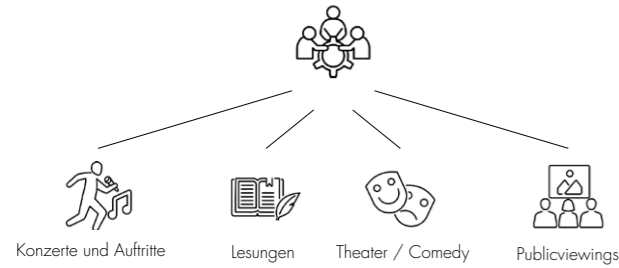 Konzerte und Auftritte
Lesungen
Theater / Comedy
Publicviewings